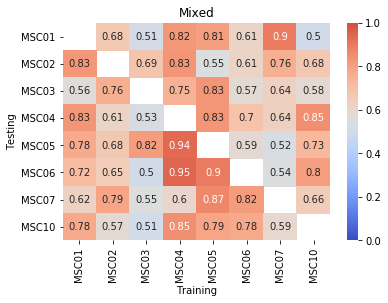 Mixed
MSC01 0.68 0.51 0.82 0.81 0.61 0.9 0.5
MSC02 0.83 0.69 0.83 0.55 0.61 0.76 0.68
MSC03 0.56 0.76 0.75 0.83 0.57 0.64 0.58
MSC04 0.83 0.61 0.53 0.83 0.7 0.64 0.85
MSC05 0.78 0.68 0.82 0.94 0.59 0.52 0.73
MSC06 0.72 0.65 0.5 0.95 0.9 0.54 0.8
MSC07 0.62 0.79 0.55 0.6 0.87 0.82 0.66
MSC10 0.78 0.57 0.51 0.85 0.79 0.78 0.59
Testing
MSC01 MSC02 MSC03 MSC04 MSC05 MSC06 MSC07 MSC10
Training
1.0
0.8
0.6
0.4
0.2
0.0